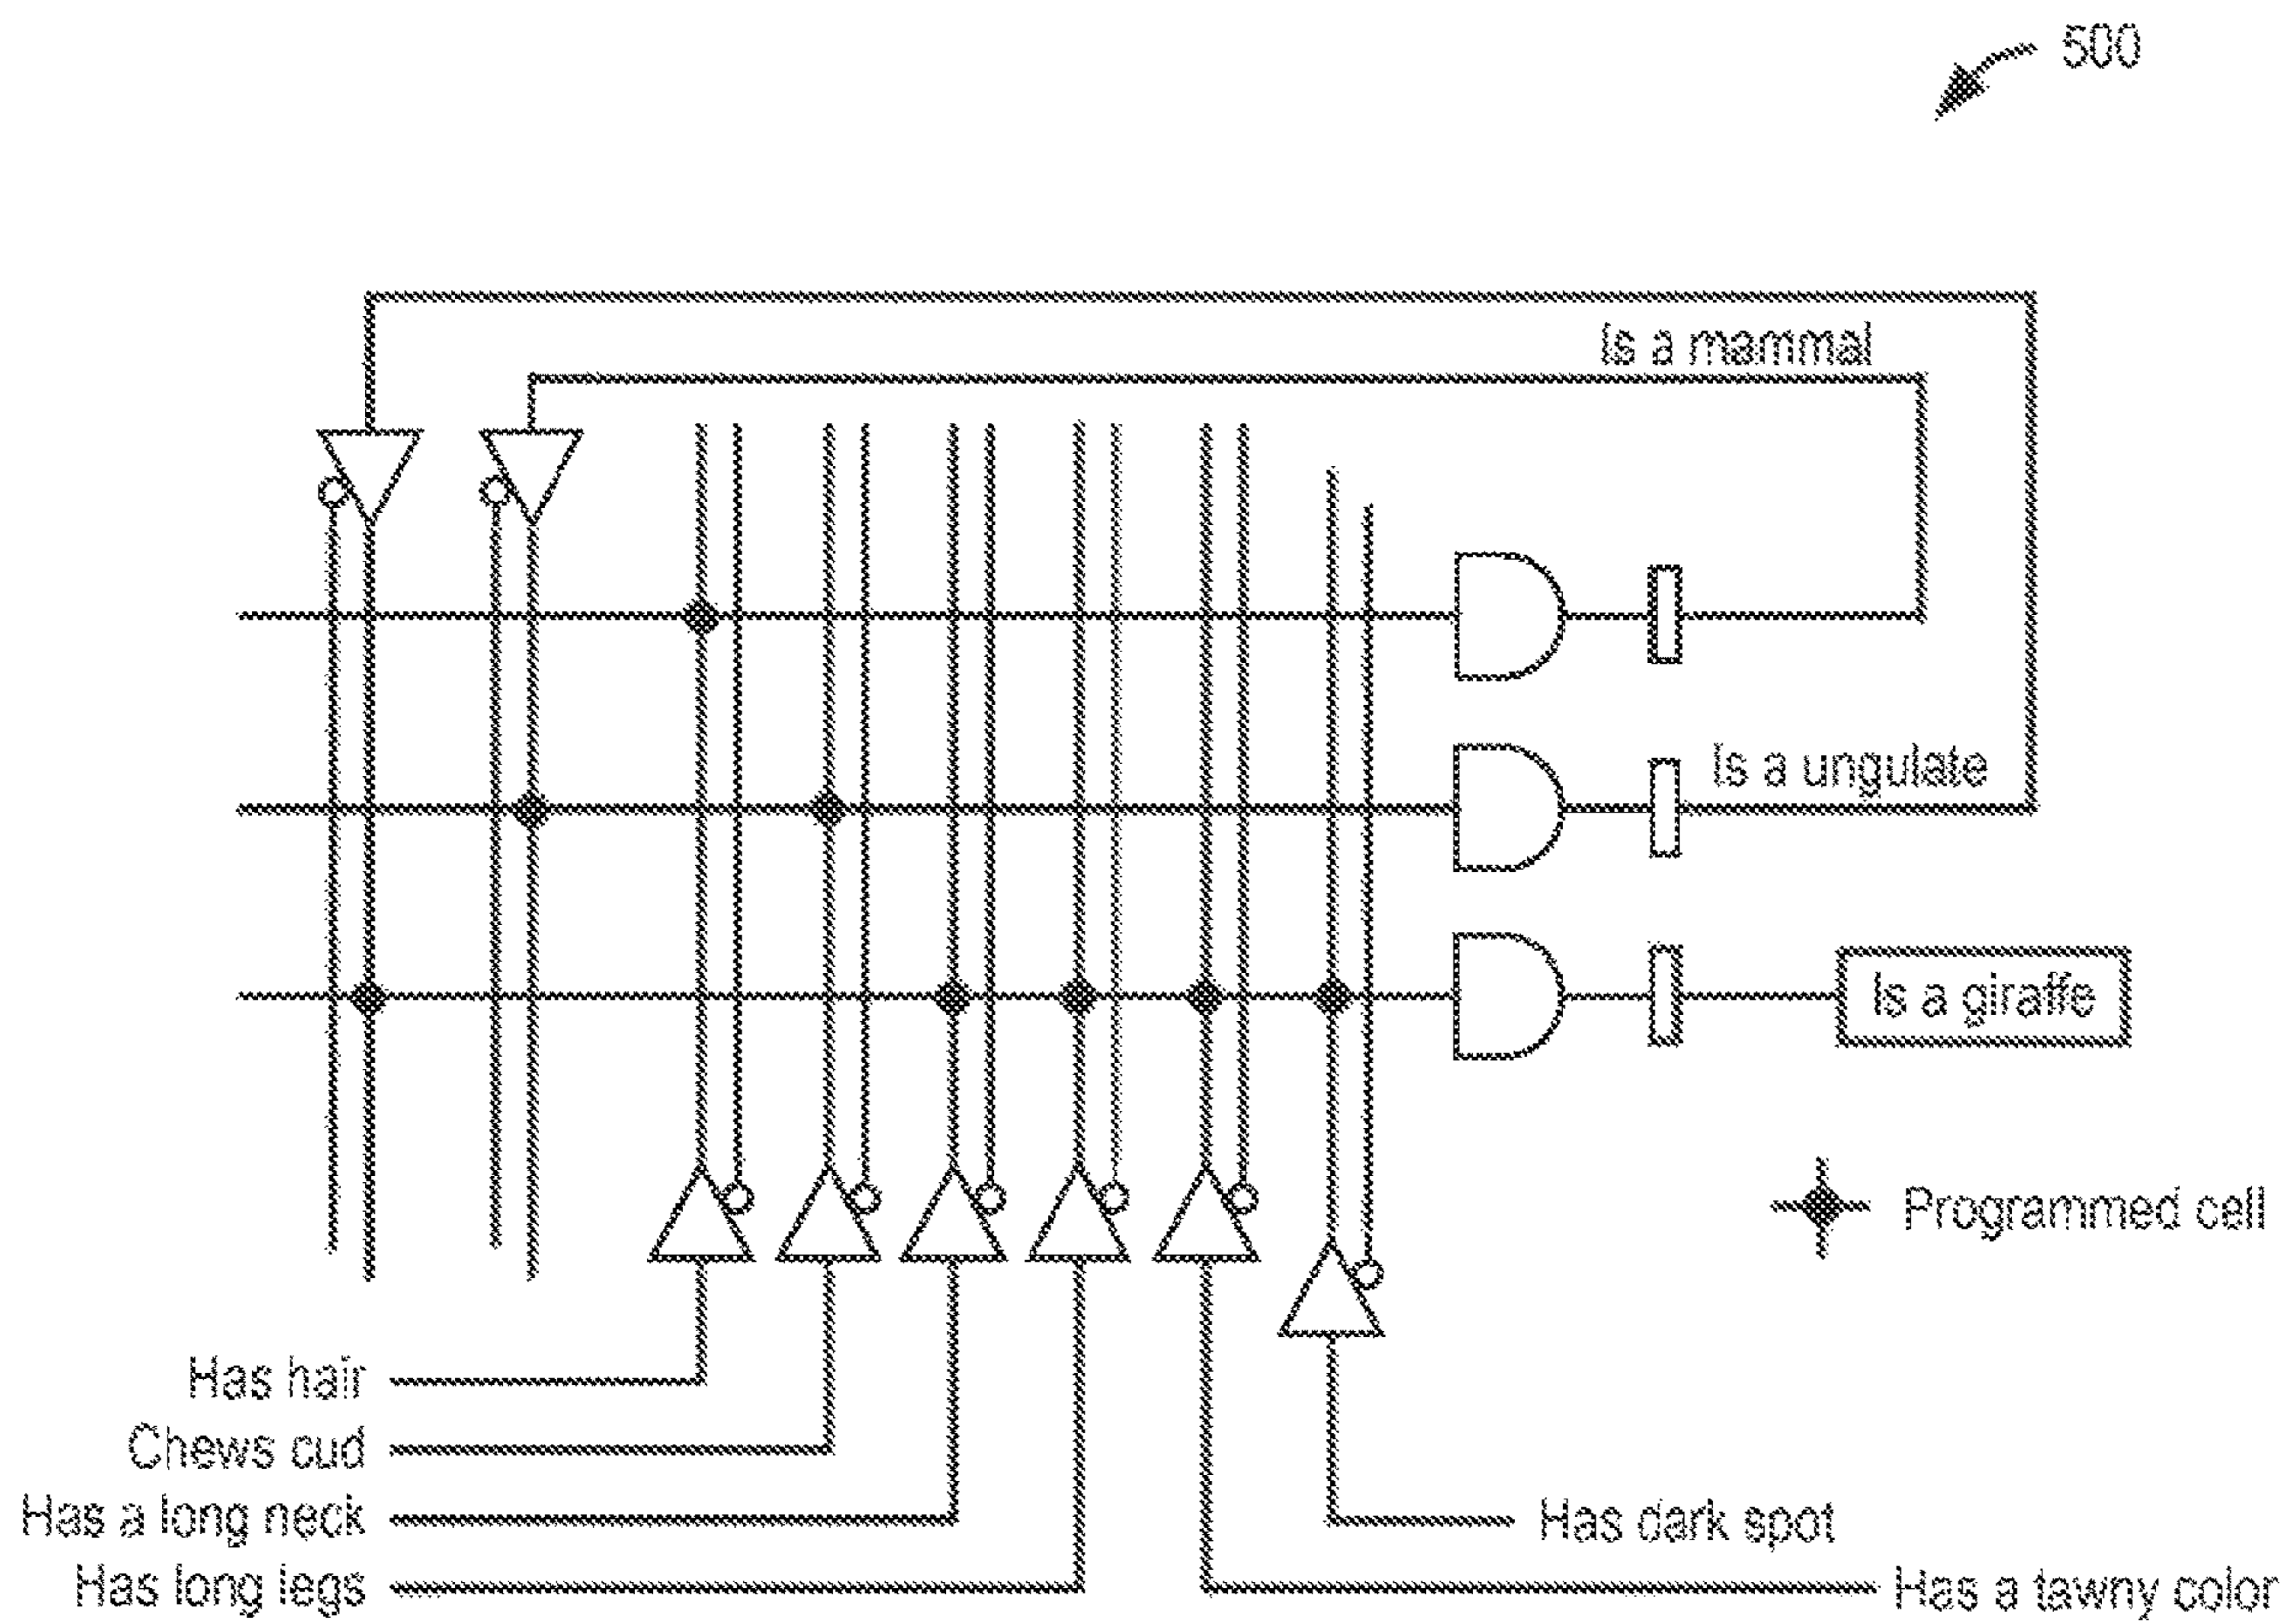 500
Is a mammal
Is a ungulate
Is a giraffe
Programmed cell
Has hair
Chews cud
Has a long neck
Has dark spot
Has long legs
Has a tawny color